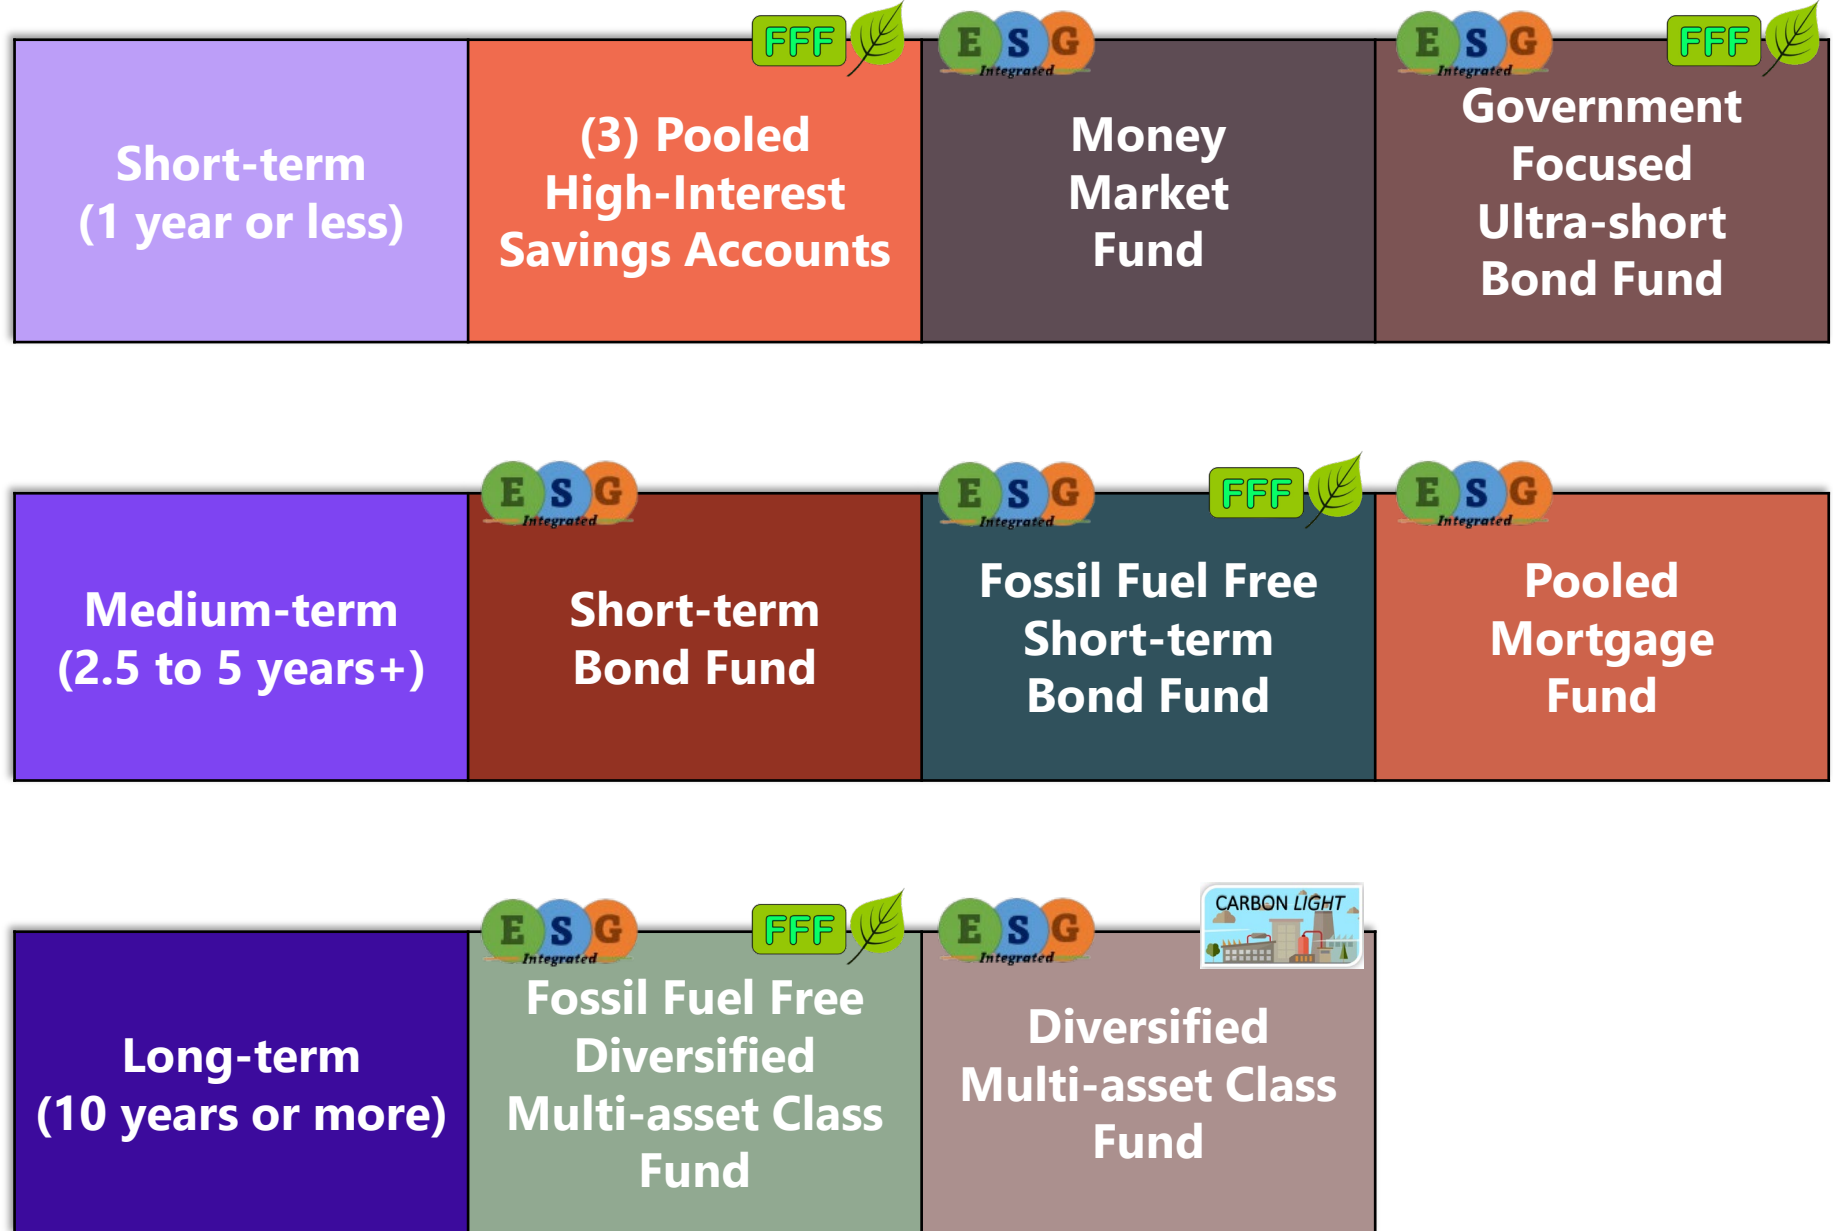 FFF
E S G
Integrated
E S G
Integrated
FFF
Short-term
(1 year or less)
(3) Pooled
High-Interest
Savings Accounts
Money
Market
Fund
Government
Focused
Ultra-short
Bond Fund
E S G
Integrated
E S G
Integrated
FFF
E S G
Integrated
Medium-term
(2.5 to 5 years+)
Short-term
Bond Fund
Fossil Fuel Free
Short-term
Bond Fund
Pooled
Mortgage
Fund
E S G
Integrated
FFF
E S G
Integrated
CARBON LIGHT
Long-term
(10 years or more)
Fossil Fuel Free
Diversified
Multi-asset Class
Fund
Diversified
Multi-asset Class
Fund